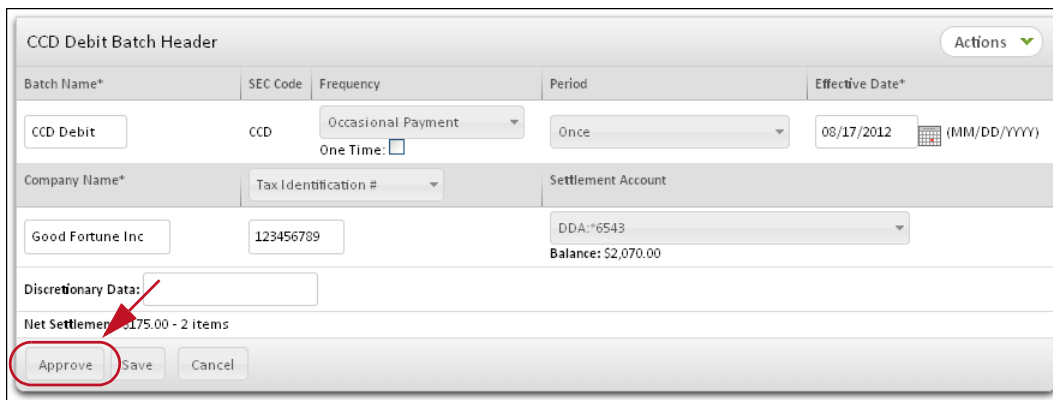 CCD Debit Batch Header Actions
Batch Name* SEC Code Frequency Period Effective Date*
CCD Debit CCD Occasional Payment Once 08/17/2012 (MM/DD/YYYY)
One Time:
Company Name* Tax Identification # Settlement Account
Good Fortune Inc 123456789 DDA:*6543
Balance: $2,070.00
Discretionary Data:
Net Settlement: $175.00 - 2 items
Approve Save Cancel